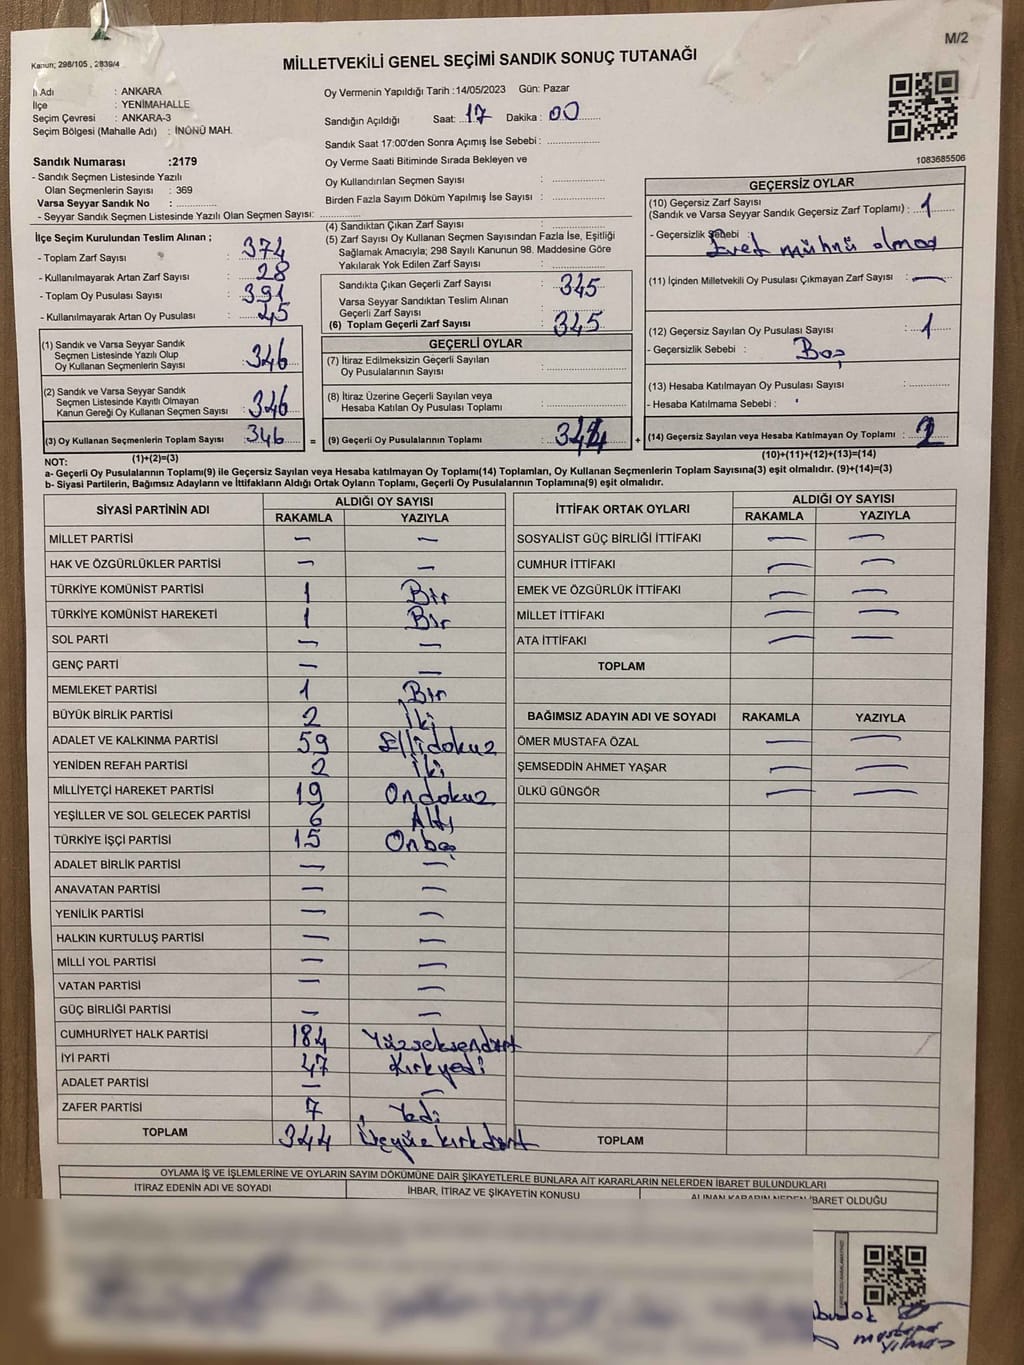 M/2
Kanun; 298/105 , 2839/4
MİLLETVEKİLİ GENEL SEÇİMİ SANDIK SONUÇ TUTANAĞI
İl Adı : ANKARA
İlçe : YENİMAHALLE
Seçim Çevresi : ANKARA-3
Seçim Bölgesi (Mahalle Adı) : İNÖNÜ MAH.
Oy Vermenin Yapıldığı Tarih :14/05/2023 Gün: Pazar
Sandığın Açıldığı Saat: 17 Dakika : 00
Sandık Saat 17:00'den Sonra Açımış İse Sebebi :
Oy Verme Saati Bitiminde Sırada Bekleyen ve
Oy Kullandırılan Seçmen Sayısı :
Birden Fazla Sayım Döküm Yapılmış İse Sayısı :
1083685506
Sandık Numarası :2179
- Sandık Seçmen Listesinde Yazılı
Olan Seçmenlerin Sayısı : 369
Varsa Seyyar Sandık No :
- Seyyar Sandık Seçmen Listesinde Yazılı Olan Seçmen Sayısı:
İlçe Seçim Kurulundan Teslim Alınan ;
- Toplam Zarf Sayısı : 374
- Kullanılmayarak Artan Zarf Sayısı : 28
- Toplam Oy Pusulası Sayısı : 391
- Kullanılmayarak Artan Oy Pusulası : 45
(1) Sandık ve Varsa Seyyar Sandık
Seçmen Listesinde Yazılı Olup
Oy Kullanan Seçmenlerin Sayısı : 346
(2) Sandık ve Varsa Seyyar Sandık
Seçmen Listesinde Kayıtlı Olmayan
Kanun Gereği Oy Kullanan Seçmen Sayısı : 346
(3) Oy Kullanan Seçmenlerin Toplam Sayısı : 346
(1)+(2)=(3)
(4) Sandıktan Çıkan Zarf Sayısı :
(5) Zarf Sayısı Oy Kullanan Seçmen Sayısından Fazla İse, Eşitliği
Sağlamak Amacıyla; 298 Sayılı Kanunun 98. Maddesine Göre
Yakılarak Yok Edilen Zarf Sayısı :
Sandıkta Çıkan Geçerli Zarf Sayısı : 345
Varsa Seyyar Sandıktan Teslim Alınan
Geçerli Zarf Sayısı :
(6) Toplam Geçerli Zarf Sayısı : 345
GEÇERLİ OYLAR
(7) İtiraz Edilmeksizin Geçerli Sayılan
Oy Pusulalarının Sayısı :
(8) İtiraz Üzerine Geçerli Sayılan veya
Hesaba Katılan Oy Pusulası Toplamı :
= (9) Geçerli Oy Pusulalarının Toplamı : 344 +
GEÇERSİZ OYLAR
(10) Geçersiz Zarf Sayısı
(Sandık ve Varsa Seyyar Sandık Geçersiz Zarf Toplamı) : 1
- Geçersizlik Sebebi : Evet mühürü olmad
(11) İçinden Milletvekili Oy Pusulası Çıkmayan Zarf Sayısı : —
(12) Geçersiz Sayılan Oy Pusulası Sayısı : 1
- Geçersizlik Sebebi : Boş
(13) Hesaba Katılmayan Oy Pusulası Sayısı :
- Hesaba Katılmama Sebebi :
(14) Geçersiz Sayılan veya Hesaba Katılmayan Oy Toplamı : 2
(10)+(11)+(12)+(13)=(14)
NOT:
a- Geçerli Oy Pusulalarının Toplamı(9) ile Geçersiz Sayılan veya Hesaba katılmayan Oy Toplamı(14) Toplamları, Oy Kullanan Seçmenlerin Toplam Sayısına(3) eşit olmalıdır. (9)+(14)=(3)
b- Siyasi Partilerin, Bağımsız Adayların ve İttifakların Aldığı Ortak Oyların Toplamı, Geçerli Oy Pusulalarının Toplamına(9) eşit olmalıdır.
SİYASİ PARTİNİN ADI ALDIĞI OY SAYISI
RAKAMLA YAZIYLA
MİLLET PARTİSİ — —
HAK VE ÖZGÜRLÜKLER PARTİSİ — —
TÜRKİYE KOMÜNİST PARTİSİ 1 Bir
TÜRKİYE KOMÜNİST HAREKETİ 1 Bir
SOL PARTİ — —
GENÇ PARTİ — —
MEMLEKET PARTİSİ 1 Bir
BÜYÜK BİRLİK PARTİSİ 2 İki
ADALET VE KALKINMA PARTİSİ 59 Ellidokuz
YENİDEN REFAH PARTİSİ 2 İki
MİLLİYETÇİ HAREKET PARTİSİ 19 Ondokuz
YEŞİLLER VE SOL GELECEK PARTİSİ 6 Altı
TÜRKİYE İŞÇİ PARTİSİ 15 Onbeş
ADALET BİRLİK PARTİSİ — —
ANAVATAN PARTİSİ — —
YENİLİK PARTİSİ — —
HALKIN KURTULUŞ PARTİSİ — —
MİLLİ YOL PARTİSİ — —
VATAN PARTİSİ — —
GÜÇ BİRLİĞİ PARTİSİ — —
CUMHURİYET HALK PARTİSİ 184 Yüzseksendört
İYİ PARTİ 47 Kırkyedi
ADALET PARTİSİ — —
ZAFER PARTİSİ 7 Yedi
TOPLAM 344 Üçyüz kırkdört
İTTİFAK ORTAK OYLARI ALDIĞI OY SAYISI
RAKAMLA YAZIYLA
SOSYALİST GÜÇ BİRLİĞİ İTTİFAKI — —
CUMHUR İTTİFAKI — —
EMEK VE ÖZGÜRLÜK İTTİFAKI — —
MİLLET İTTİFAKI — —
ATA İTTİFAKI — —
TOPLAM
BAĞIMSIZ ADAYIN ADI VE SOYADI RAKAMLA YAZIYLA
ÖMER MUSTAFA ÖZAL — —
ŞEMSEDDİN AHMET YAŞAR — —
ÜLKÜ GÜNGÖR — —
TOPLAM
OYLAMA İŞ VE İŞLEMLERİNE VE OYLARIN SAYIM DÖKÜMÜNE DAİR ŞİKAYETLERLE BUNLARA AİT KARARLARIN NELERDEN İBARET BULUNDUKLARI
İTİRAZ EDENİN ADI VE SOYADI İHBAR, İTİRAZ VE ŞİKAYETİN KONUSU ALINAN KARARIN NEDEN İBARET OLDUĞU
mustafa
YILMAZ